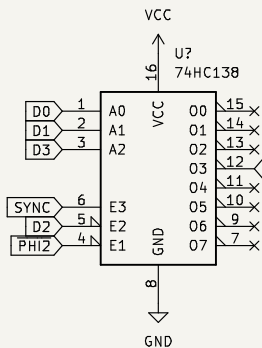 VCC
U?
74HC138
16
VCC
D0 1 A0 O0 15
D1 2 A1 O1 14
D3 3 A2 O2 13
O3 12
O4 11
SYNC 6 E3 O5 10
D2 5 E2 O6 9
PHI2 4 E1 O7 7
GND
8
GND